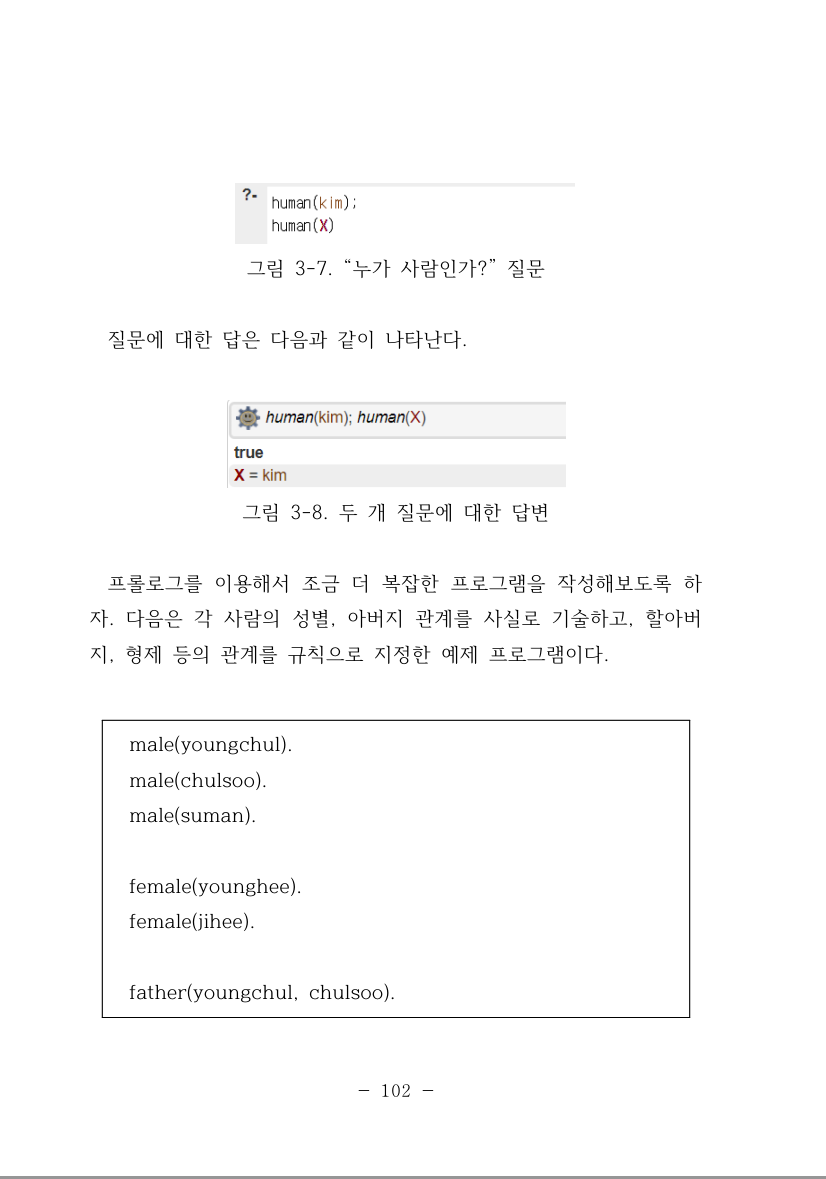 ?- human(kim);
human(X)
그림 3-7. “누가 사람인가?” 질문
질문에 대한 답은 다음과 같이 나타난다.
human(kim); human(X)
true
X = kim
그림 3-8. 두 개 질문에 대한 답변
프롤로그를 이용해서 조금 더 복잡한 프로그램을 작성해보도록 하
자. 다음은 각 사람의 성별, 아버지 관계를 사실로 기술하고, 할아버
지, 형제 등의 관계를 규칙으로 지정한 예제 프로그램이다.
male(youngchul).
male(chulsoo).
male(suman).
female(younghee).
female(jihee).
father(youngchul, chulsoo).
- 102 -